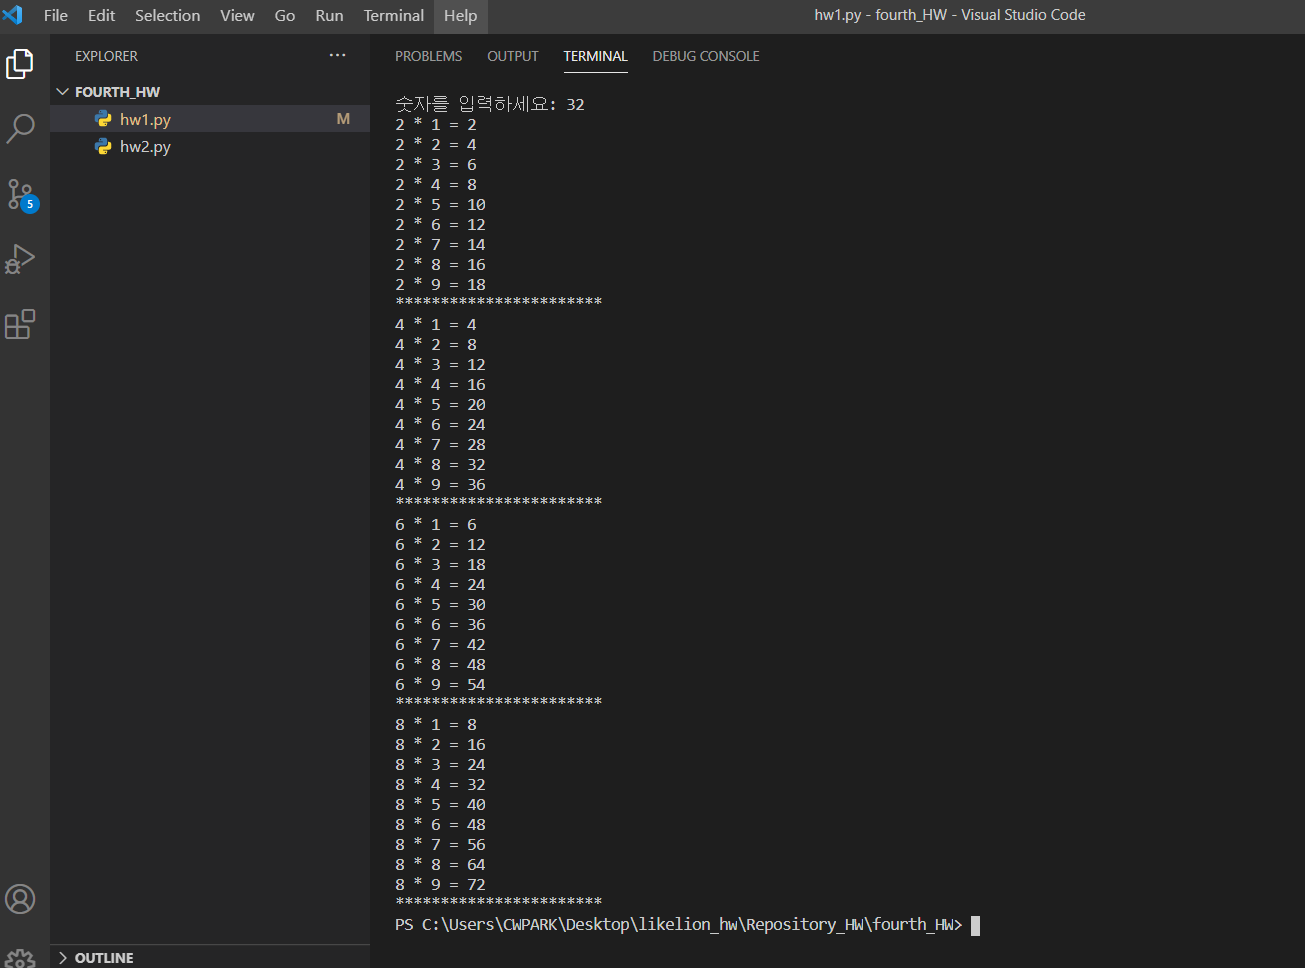 File Edit Selection View Go Run Terminal Help hw1.py - fourth_HW - Visual Studio Code
EXPLORER ···
PROBLEMS OUTPUT TERMINAL DEBUG CONSOLE
FOURTH_HW
hw1.py M
hw2.py
5
숫자를 입력하세요: 32
2 * 1 = 2
2 * 2 = 4
2 * 3 = 6
2 * 4 = 8
2 * 5 = 10
2 * 6 = 12
2 * 7 = 14
2 * 8 = 16
2 * 9 = 18
***********************
4 * 1 = 4
4 * 2 = 8
4 * 3 = 12
4 * 4 = 16
4 * 5 = 20
4 * 6 = 24
4 * 7 = 28
4 * 8 = 32
4 * 9 = 36
***********************
6 * 1 = 6
6 * 2 = 12
6 * 3 = 18
6 * 4 = 24
6 * 5 = 30
6 * 6 = 36
6 * 7 = 42
6 * 8 = 48
6 * 9 = 54
***********************
8 * 1 = 8
8 * 2 = 16
8 * 3 = 24
8 * 4 = 32
8 * 5 = 40
8 * 6 = 48
8 * 7 = 56
8 * 8 = 64
8 * 9 = 72
***********************
PS C:\Users\CWPARK\Desktop\likelion_hw\Repository_HW\fourth_HW>
OUTLINE